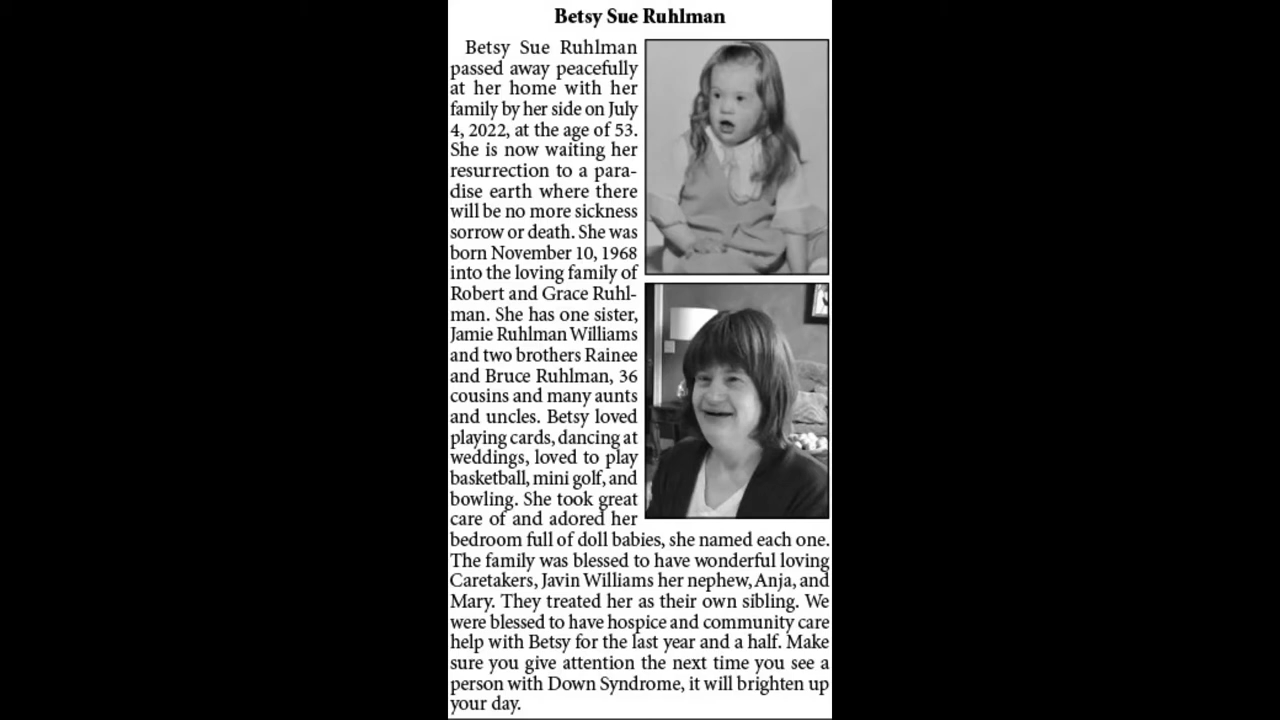 Betsy Sue Ruhlman
Betsy Sue Ruhlman
passed away peacefully
at her home with her
family by her side on July
4, 2022, at the age of 53.
She is now waiting her
resurrection to a para-
dise earth where there
will be no more sickness
sorrow or death. She was
born November 10, 1968
into the loving family of
Robert and Grace Ruhl-
man. She has one sister,
Jamie Ruhlman Williams
and two brothers Rainee
and Bruce Ruhlman, 36
cousins and many aunts
and uncles. Betsy loved
playing cards, dancing at
weddings, loved to play
basketball, mini golf, and
bowling. She took great
care of and adored her
bedroom full of doll babies, she named each one.
The family was blessed to have wonderful loving
Caretakers, Javin Williams her nephew, Anja, and
Mary. They treated her as their own sibling. We
were blessed to have hospice and community care
help with Betsy for the last year and a half. Make
sure you give attention the next time you see a
person with Down Syndrome, it will brighten up
your day.